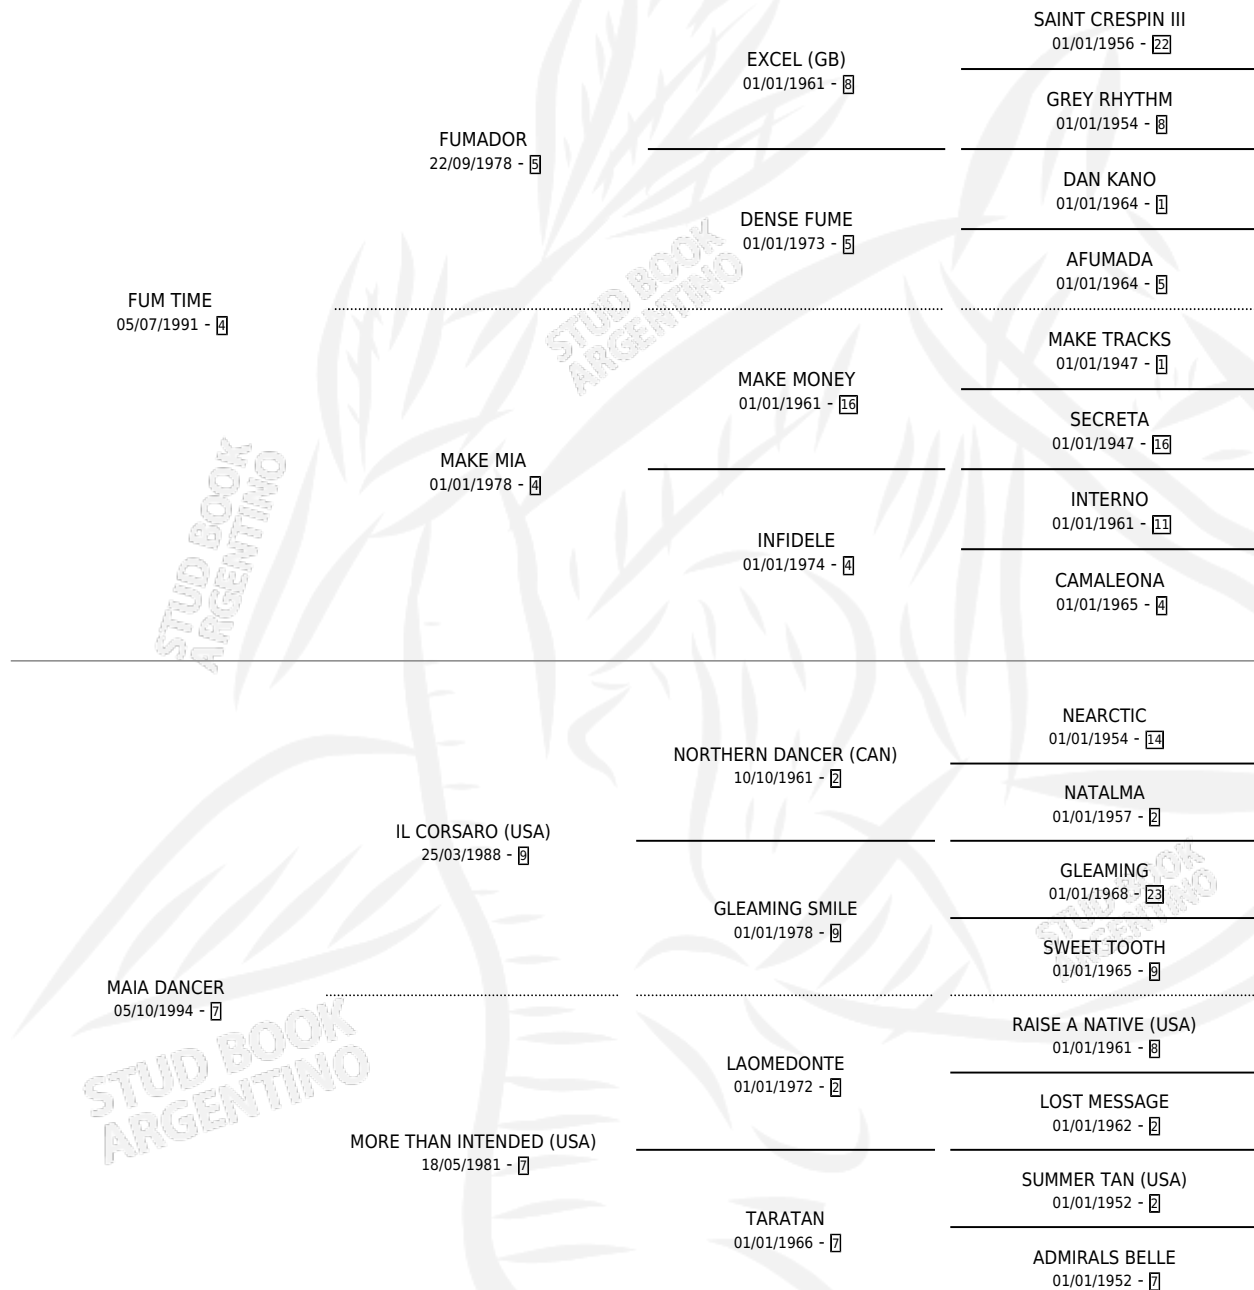 FUM TIME
05/07/1991 - 4
FUMADOR
22/09/1978 - 5
MAKE MIA
01/01/1978 - 4
EXCEL (GB)
01/01/1961 - 8
DENSE FUME
01/01/1973 - 5
MAKE MONEY
01/01/1961 - 16
INFIDELE
01/01/1974 - 4
SAINT CRESPIN III
01/01/1956 - 22
GREY RHYTHM
01/01/1954 - 8
DAN KANO
01/01/1964 - 1
AFUMADA
01/01/1964 - 5
MAKE TRACKS
01/01/1947 - 1
SECRETA
01/01/1947 - 16
INTERNO
01/01/1961 - 11
CAMALEONA
01/01/1965 - 4
MAIA DANCER
05/10/1994 - 7
IL CORSARO (USA)
25/03/1988 - 9
MORE THAN INTENDED (USA)
18/05/1981 - 7
NORTHERN DANCER (CAN)
10/10/1961 - 2
GLEAMING SMILE
01/01/1978 - 9
LAOMEDONTE
01/01/1972 - 2
TARATAN
01/01/1966 - 7
NEARCTIC
01/01/1954 - 14
NATALMA
01/01/1957 - 2
GLEAMING
01/01/1968 - 23
SWEET TOOTH
01/01/1965 - 9
RAISE A NATIVE (USA)
01/01/1961 - 8
LOST MESSAGE
01/01/1962 - 2
SUMMER TAN (USA)
01/01/1952 - 2
ADMIRALS BELLE
01/01/1952 - 7
STUD BOOK
ARGENTINO
STUD BOOK
ARGENTINO
STUD BOOK
ARGENTINO
STUD BOOK
ARGENTINO